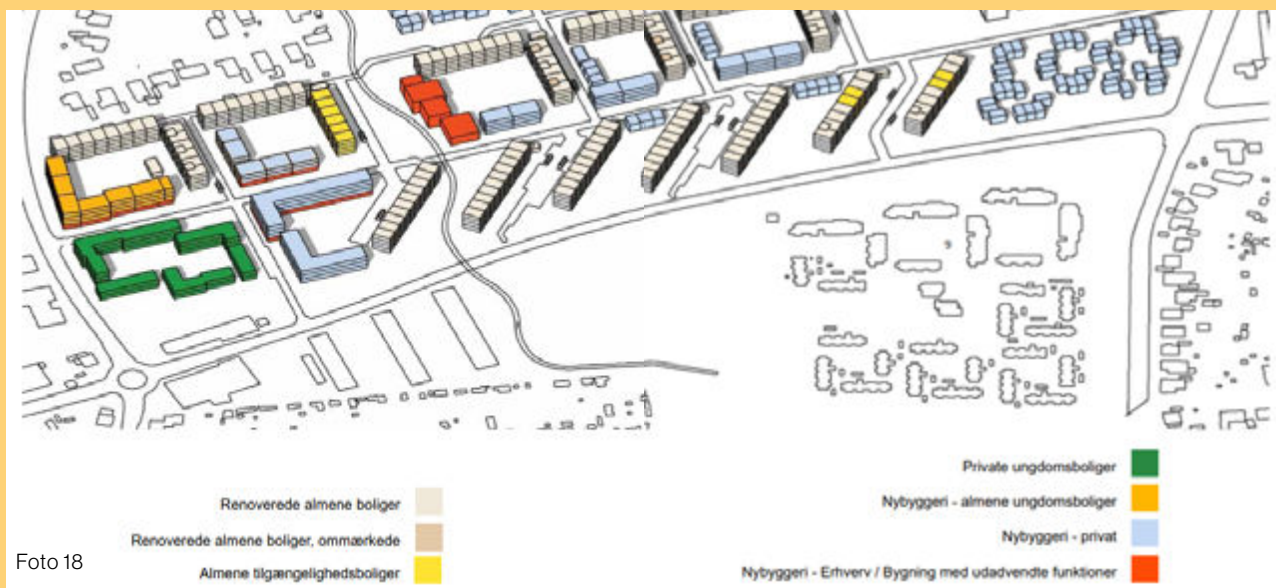 Renoverede almene boliger
Renoverede almene boliger, ommærkede
Almene tilgængelighedsboliger
Private ungdomsboliger
Nybyggeri - almene ungdomsboliger
Nybyggeri - privat
Nybyggeri - Erhverv / Bygning med udadvendte funktioner
Foto 18